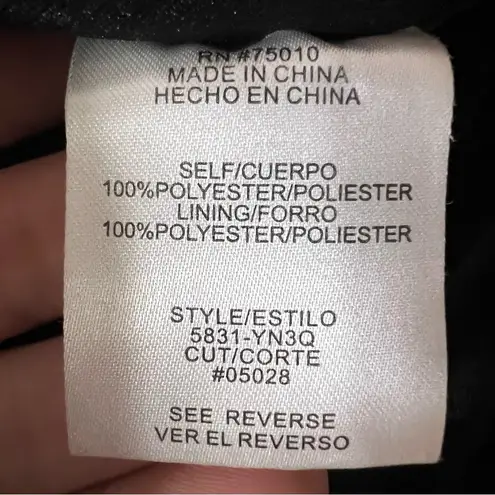 RN #75010
MADE IN CHINA
HECHO EN CHINA
SELF/CUERPO
100%POLYESTER/POLIESTER
LINING/FORRO
100%POLYESTER/POLIESTER
STYLE/ESTILO
5831-YN3Q
CUT/CORTE
#05028
SEE REVERSE
VER EL REVERSO